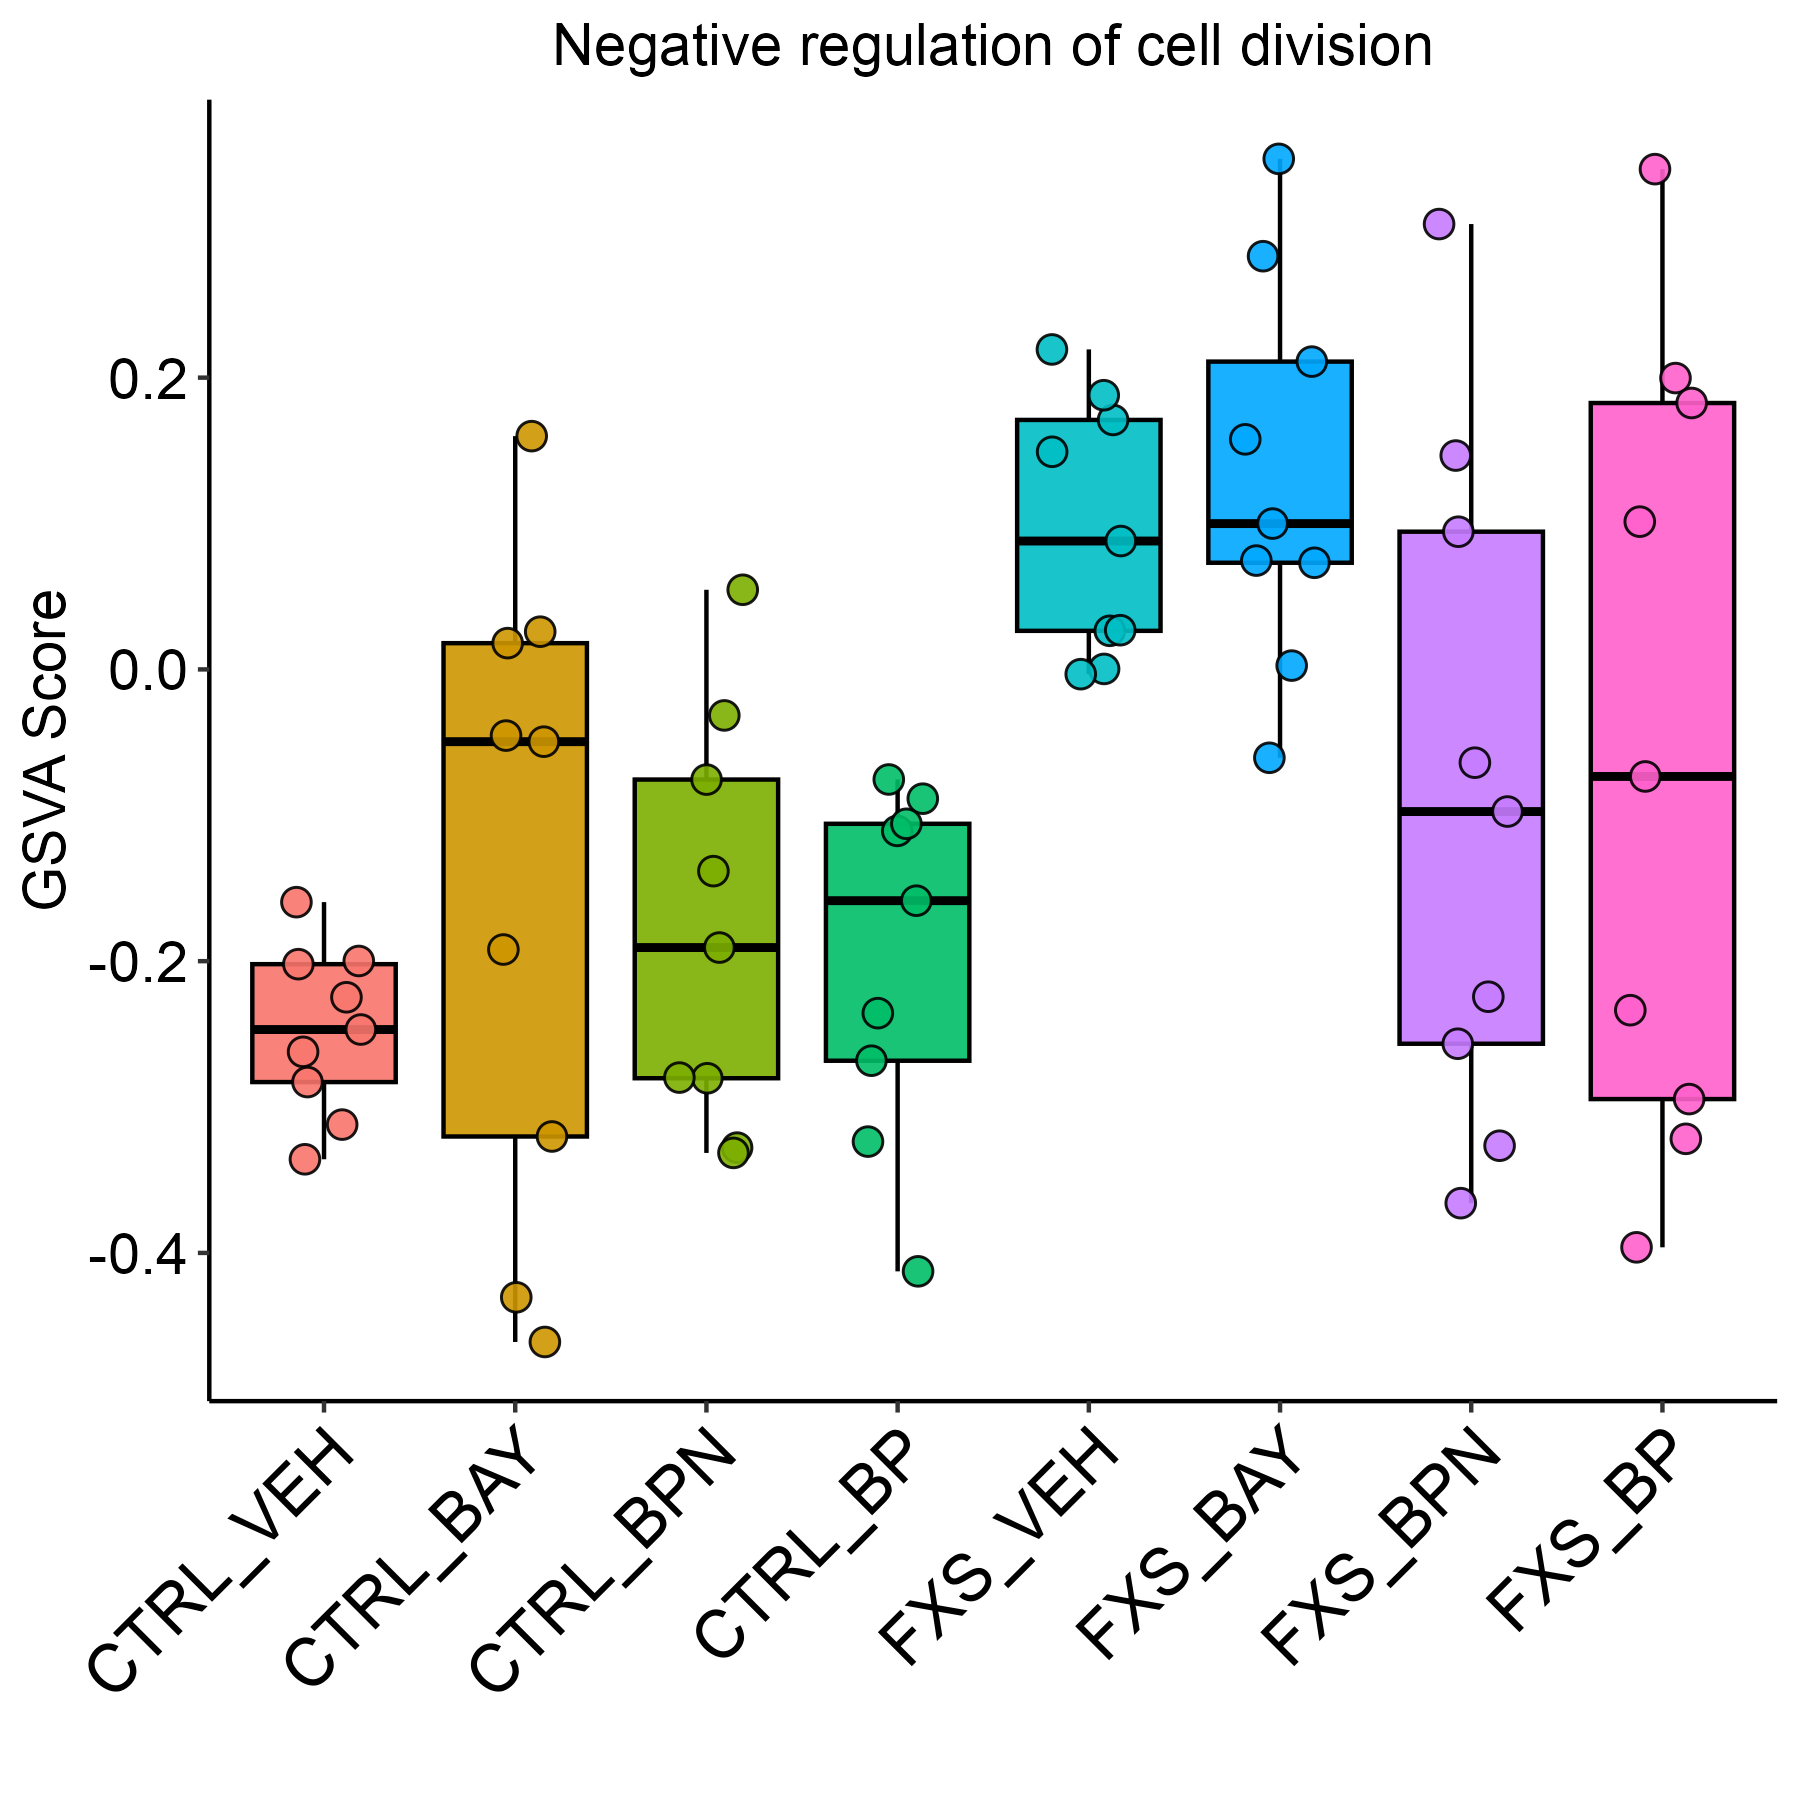 Negative regulation of cell division
GSVA Score
0.2
0.0
-0.2
-0.4
CTRL_VEH
CTRL_BAY
CTRL_BPN
CTRL_BP
FXS_VEH
FXS_BAY
FXS_BPN
FXS_BP